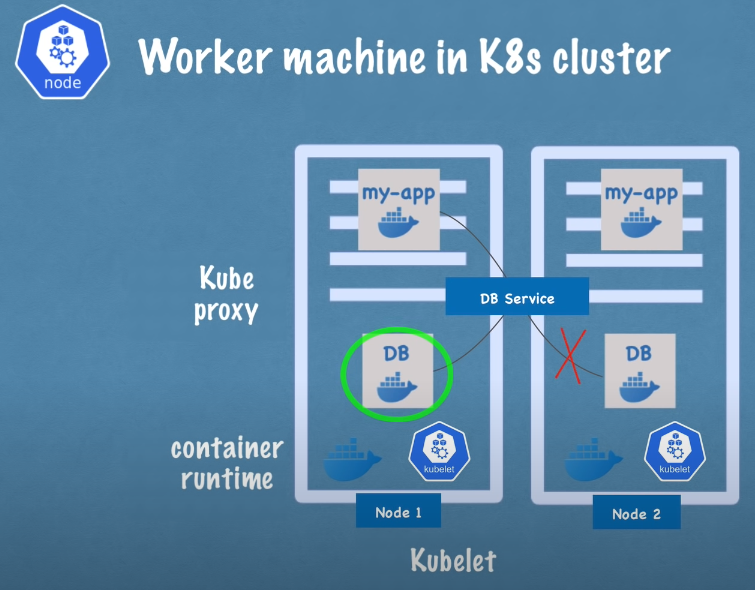 node
Worker machine in K8s cluster
my-app
my-app
Kube
proxy
DB Service
DB
DB
container
runtime
kubelet
kubelet
Node 1
Node 2
Kubelet